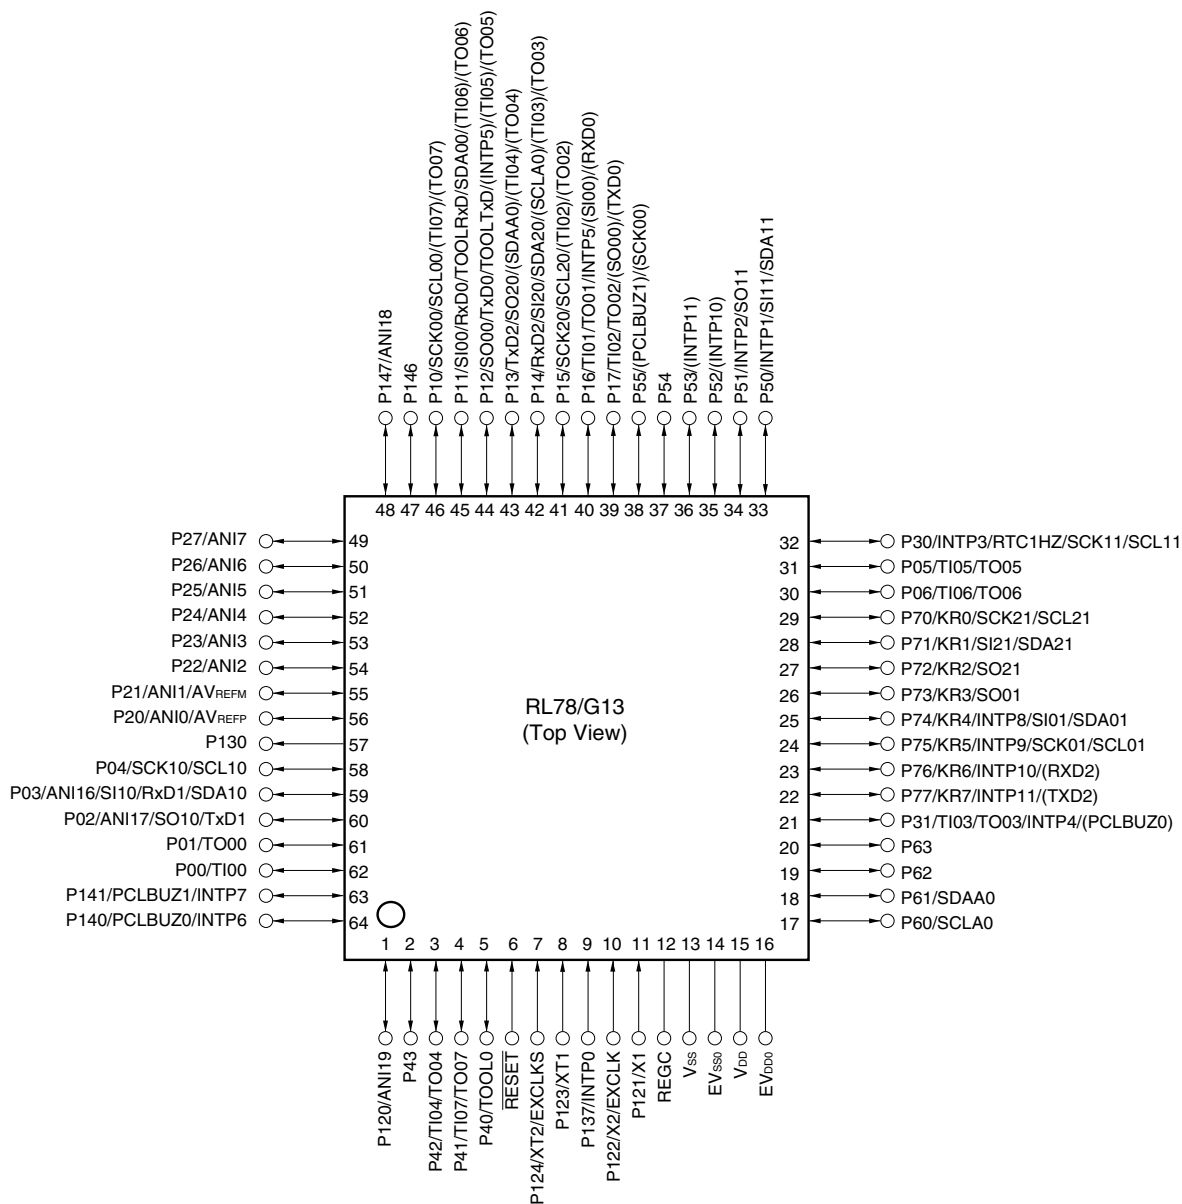 P147/ANI18
P146
P10/SCK00/SCL00/(TI07)/(TO07)
P11/SI00/RxD0/TOOLRxD/SDA00/(TI06)/(TO06)
P12/SO00/TxD0/TOOLTxD/(INTP5)/(TI05)/(TO05)
P13/TxD2/SO20/(SDAA0)/(TI04)/(TO04)
P14/RxD2/SI20/SDA20/(SCLA0)/(TI03)/(TO03)
P15/SCK20/SCL20/(TI02)/(TO02)
P16/TI01/TO01/INTP5/(SI00)/(RXD0)
P17/TI02/TO02/(SO00)/(TXD0)
P55/(PCLBUZ1)/(SCK00)
P54
P53/(INTP11)
P52/(INTP10)
P51/INTP2/SO11
P50/INTP1/SI11/SDA11
48 47 46 45 44 43 42 41 40 39 38 37 36 35 34 33
P27/ANI7 49
P26/ANI6 50
P25/ANI5 51
P24/ANI4 52
P23/ANI3 53
P22/ANI2 54
P21/ANI1/AVREFM 55
P20/ANI0/AVREFP 56
P130 57
P04/SCK10/SCL10 58
P03/ANI16/SI10/RxD1/SDA10 59
P02/ANI17/SO10/TxD1 60
P01/TO00 61
P00/TI00 62
P141/PCLBUZ1/INTP7 63
P140/PCLBUZ0/INTP6 64
RL78/G13
(Top View)
32 P30/INTP3/RTC1HZ/SCK11/SCL11
31 P05/TI05/TO05
30 P06/TI06/TO06
29 P70/KR0/SCK21/SCL21
28 P71/KR1/SI21/SDA21
27 P72/KR2/SO21
26 P73/KR3/SO01
25 P74/KR4/INTP8/SI01/SDA01
24 P75/KR5/INTP9/SCK01/SCL01
23 P76/KR6/INTP10/(RXD2)
22 P77/KR7/INTP11/(TXD2)
21 P31/TI03/TO03/INTP4/(PCLBUZ0)
20 P63
19 P62
18 P61/SDAA0
17 P60/SCLA0
1 2 3 4 5 6 7 8 9 10 11 12 13 14 15 16
P120/ANI19
P43
P42/TI04/TO04
P41/TI07/TO07
P40/TOOL0
RESET
P124/XT2/EXCLKS
P123/XT1
P137/INTP0
P122/X2/EXCLK
P121/X1
REGC
VSS
EVSS0
VDD
EVDD0